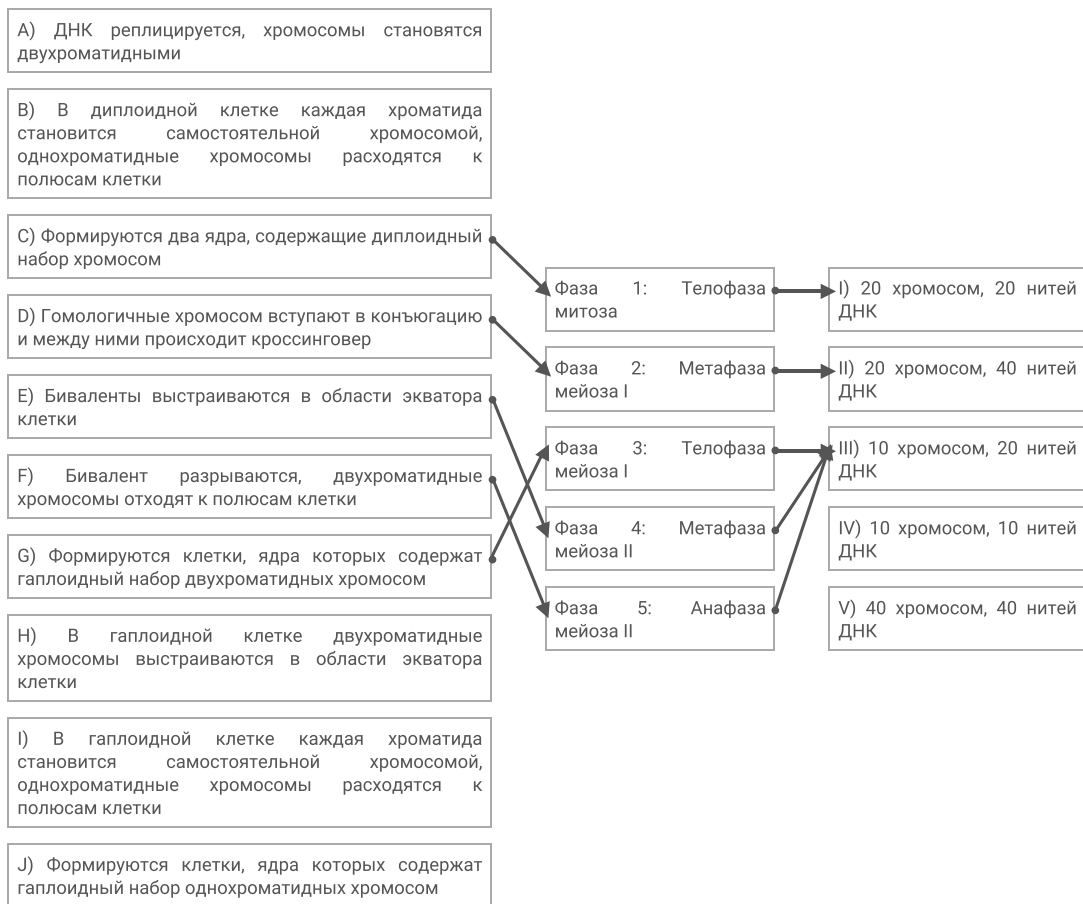 A) ДНК реплицируется, хромосомы становятся
двухроматидными
B) В диплоидной клетке каждая хроматида
становится самостоятельной хромосомой,
однохроматидные хромосомы расходятся к
полюсам клетки
C) Формируются два ядра, содержащие диплоидный
набор хромосом
D) Гомологичные хромосом вступают в конъюгацию
и между ними происходит кроссинговер
E) Биваленты выстраиваются в области экватора
клетки
F) Бивалент разрываются, двухроматидные
хромосомы отходят к полюсам клетки
G) Формируются клетки, ядра которых содержат
гаплоидный набор двухроматидных хромосом
H) В гаплоидной клетке двухроматидные
хромосомы выстраиваются в области экватора
клетки
I) В гаплоидной клетке каждая хроматида
становится самостоятельной хромосомой,
однохроматидные хромосомы расходятся к
полюсам клетки
J) Формируются клетки, ядра которых содержат
гаплоидный набор однохроматидных хромосом
Фаза 1: Телофаза
митоза
Фаза 2: Метафаза
мейоза I
Фаза 3: Телофаза
мейоза I
Фаза 4: Метафаза
мейоза II
Фаза 5: Анафаза
мейоза II
I) 20 хромосом, 20 нитей
ДНК
II) 20 хромосом, 40 нитей
ДНК
III) 10 хромосом, 20 нитей
ДНК
IV) 10 хромосом, 10 нитей
ДНК
V) 40 хромосом, 40 нитей
ДНК